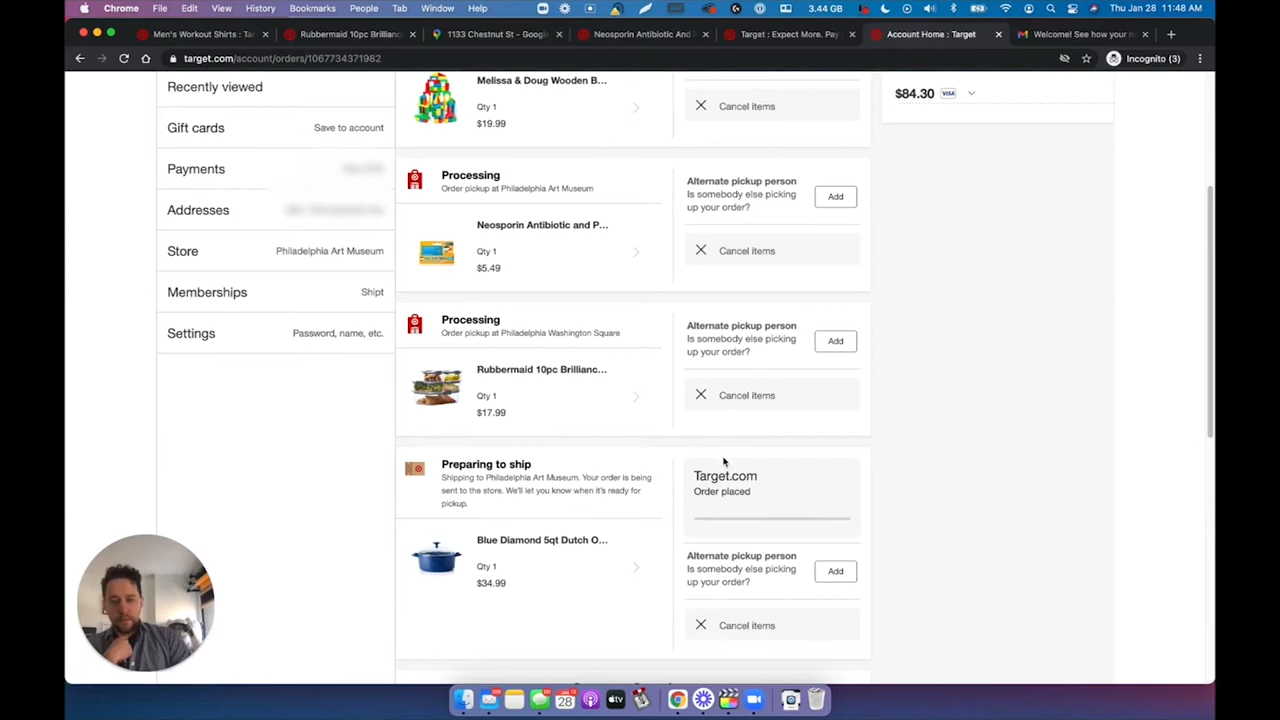 Chrome File Edit View History Bookmarks People Tab Window Help 3.44 GB Thu Jan 28 11:48 AM
Men's Workout Shirts : Ta Rubbermaid 10pc Brillianc 1133 Chestnut St - Google Neosporin Antibiotic And Target : Expect More. Pay Account Home : Target Welcome! See how your n
target.com/account/orders/1067734371982 Incognito (3)
Recently viewed
Gift cards Save to account
Payments
Addresses
Store Philadelphia Art Museum
Memberships Shipt
Settings Password, name, etc.
Melissa & Doug Wooden B...
Qty 1
$19.99
Cancel items
$84.30 VISA
Processing
Order pickup at Philadelphia Art Museum
Neosporin Antibiotic and P...
Qty 1
$5.49
Alternate pickup person
Is somebody else picking
up your order?
Add
Cancel items
Processing
Order pickup at Philadelphia Washington Square
Rubbermaid 10pc Brillianc...
Qty 1
$17.99
Alternate pickup person
Is somebody else picking
up your order?
Add
Cancel items
Preparing to ship
Shipping to Philadelphia Art Museum. Your order is being
sent to the store. We'll let you know when it's ready for
pickup.
Blue Diamond 5qt Dutch O...
Qty 1
$34.99
Target.com
Order placed
Alternate pickup person
Is somebody else picking
up your order?
Add
Cancel items
28
tv